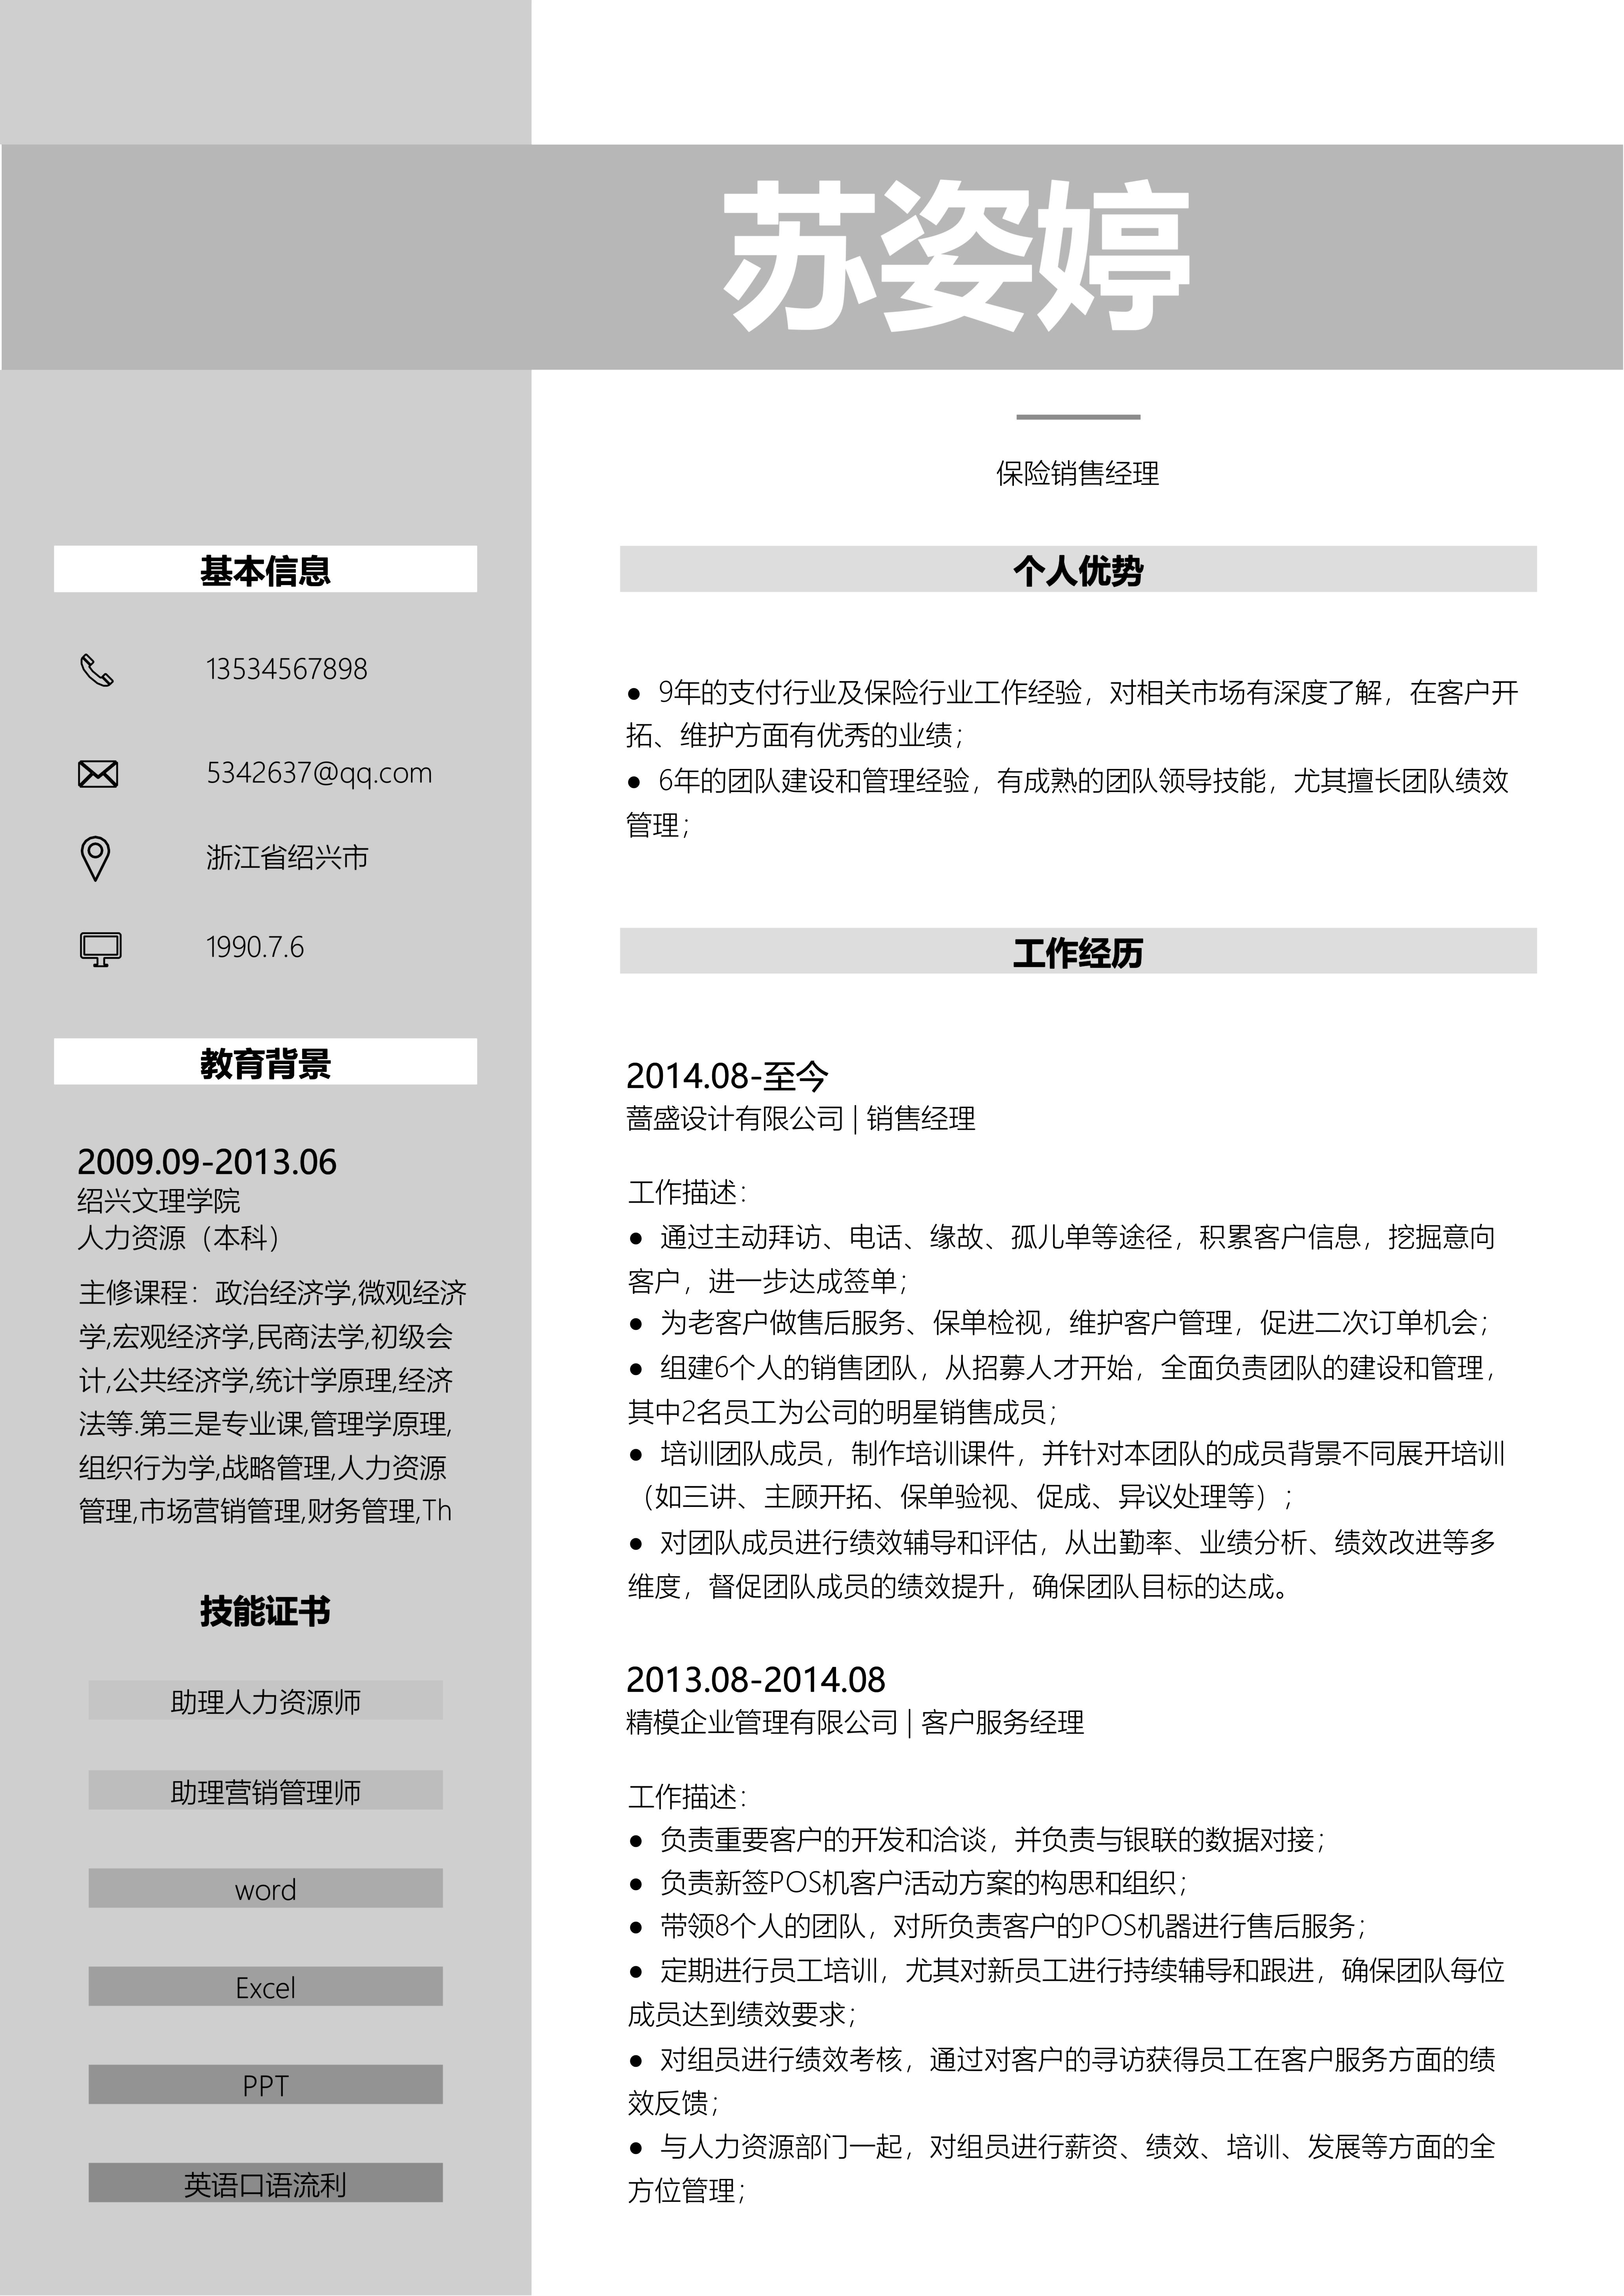 苏姿婷
保险销售经理
基本信息
13534567898
5342637@qq.com
浙江省绍兴市
1990.7.6
教育背景
2009.09-2013.06
绍兴文理学院
人力资源（本科）
主修课程：政治经济学,微观经济
学,宏观经济学,民商法学,初级会
计,公共经济学,统计学原理,经济
法等.第三是专业课,管理学原理,
组织行为学,战略管理,人力资源
管理,市场营销管理,财务管理,Th
技能证书
助理人力资源师
助理营销管理师
word
Excel
PPT
英语口语流利
个人优势
● 9年的支付行业及保险行业工作经验，对相关市场有深度了解，在客户开
拓、维护方面有优秀的业绩；
● 6年的团队建设和管理经验，有成熟的团队领导技能，尤其擅长团队绩效
管理；
工作经历
2014.08-至今
蔷盛设计有限公司 | 销售经理
工作描述：
● 通过主动拜访、电话、缘故、孤儿单等途径，积累客户信息，挖掘意向
客户，进一步达成签单；
● 为老客户做售后服务、保单检视，维护客户管理，促进二次订单机会；
● 组建6个人的销售团队，从招募人才开始，全面负责团队的建设和管理，
其中2名员工为公司的明星销售成员；
● 培训团队成员，制作培训课件，并针对本团队的成员背景不同展开培训
（如三讲、主顾开拓、保单验视、促成、异议处理等）；
● 对团队成员进行绩效辅导和评估，从出勤率、业绩分析、绩效改进等多
维度，督促团队成员的绩效提升，确保团队目标的达成。
2013.08-2014.08
精模企业管理有限公司 | 客户服务经理
工作描述：
● 负责重要客户的开发和洽谈，并负责与银联的数据对接；
● 负责新签POS机客户活动方案的构思和组织；
● 带领8个人的团队，对所负责客户的POS机器进行售后服务；
● 定期进行员工培训，尤其对新员工进行持续辅导和跟进，确保团队每位
成员达到绩效要求；
● 对组员进行绩效考核，通过对客户的寻访获得员工在客户服务方面的绩
效反馈；
● 与人力资源部门一起，对组员进行薪资、绩效、培训、发展等方面的全
方位管理；